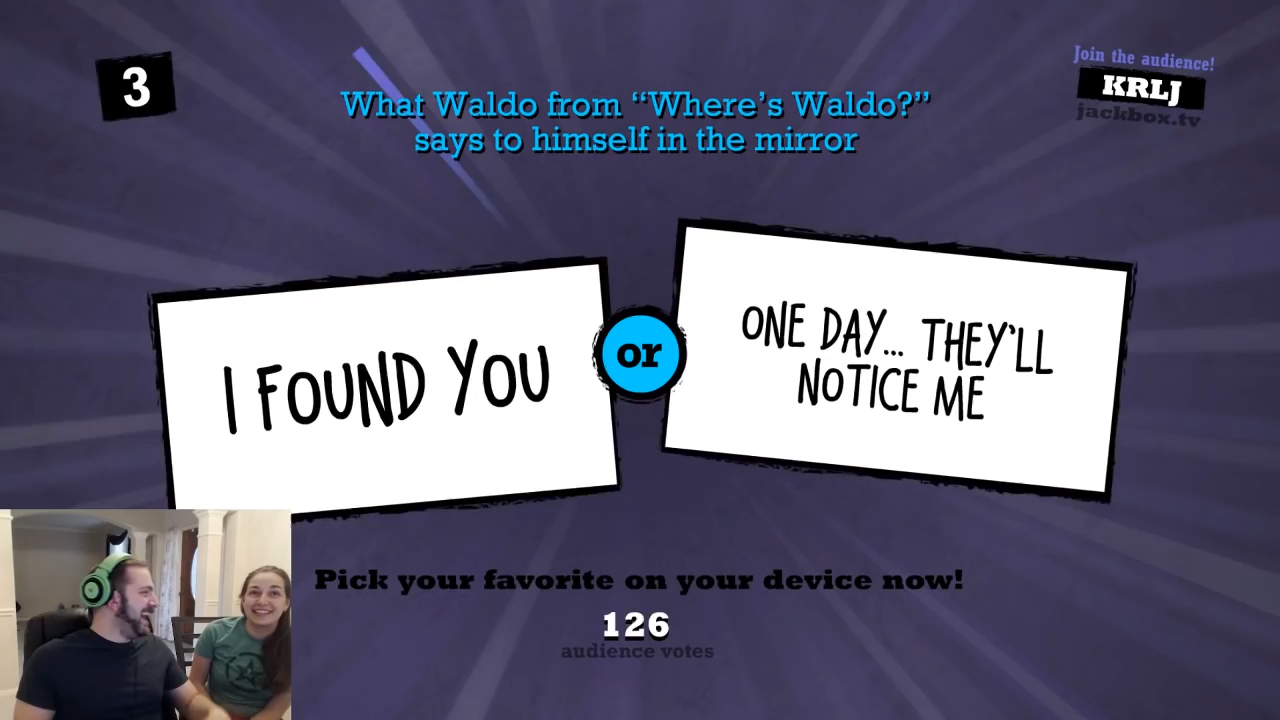 3
Join the audience!
KRLJ
jackbox.tv
What Waldo from “Where’s Waldo?”
says to himself in the mirror
I FOUND YOU
or
ONE DAY... THEY'LL
NOTICE ME
Pick your favorite on your device now!
126
audience votes